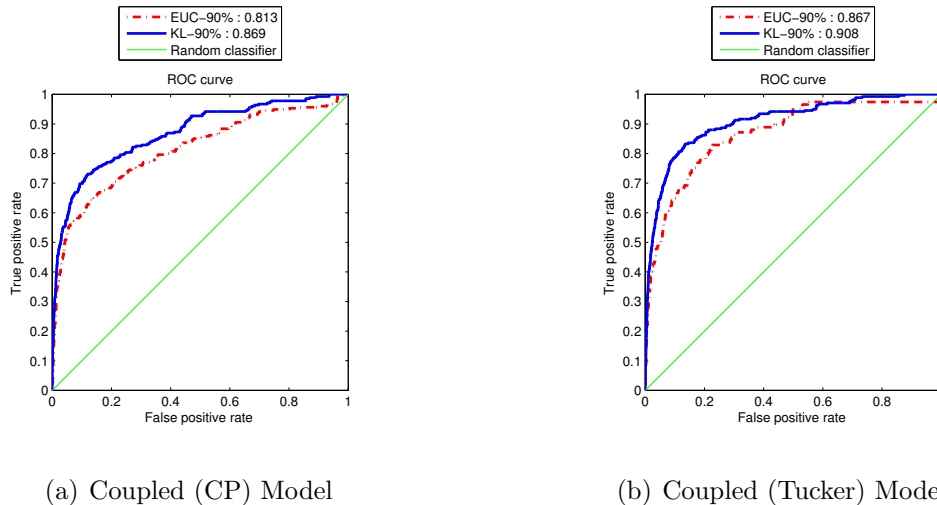 EUC-90% : 0.813
KL-90% : 0.869
Random classifier
ROC curve
1
0.9
0.8
0.7
0.6
0.5
0.4
0.3
0.2
0.1
0
0 0.2 0.4 0.6 0.8 1
True positive rate
False positive rate
(a) Coupled (CP) Model
EUC-90% : 0.867
KL-90% : 0.908
Random classifier
ROC curve
1
0.9
0.8
0.7
0.6
0.5
0.4
0.3
0.2
0.1
0
0 0.2 0.4 0.6 0.8
True positive rate
False positive rate
(b) Coupled (Tucker) Mode